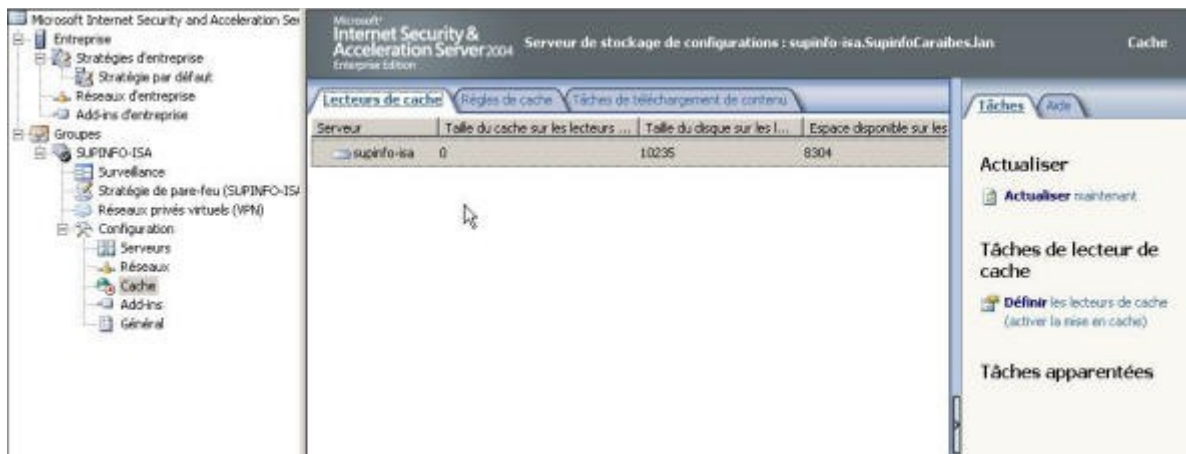 Microsoft Internet Security and Acceleration Ser
Entreprise
Stratégies d'entreprise
Stratégie par défaut
Réseaux d'entreprise
Add-ins d'entreprise
Groupes
SUPINFO-ISA
Surveillance
Stratégie de pare-feu (SUPINFO-ISA
Réseaux privés virtuels (VPN)
Configuration
Serveurs
Réseaux
Cache
Add-ins
Général
Microsoft
Internet Security &
Acceleration Server 2004
Enterprise Edition
Serveur de stockage de configurations : supinfo-isa.SupinfoCaraibes.lan
Cache
Lecteurs de cache
Règles de cache
Tâches de téléchargement de contenu
Serveur
Taille du cache sur les lecteurs ...
Taille du disque sur les l...
Espace disponible sur les
supinfo-isa
0
10235
8304
Tâches
Aide
Actualiser
Actualiser maintenant
Tâches de lecteur de
cache
Définir les lecteurs de cache
(activer la mise en cache)
Tâches apparentées